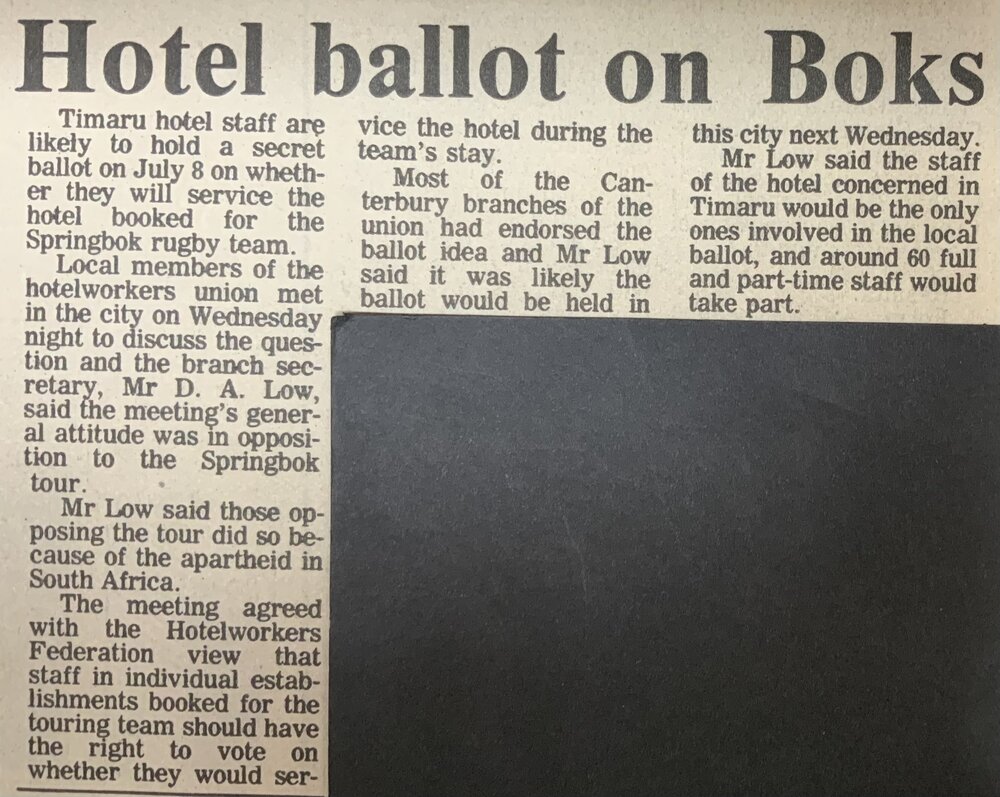 Hotel ballot on Boks
Timaru hotel staff are
likely to hold a secret
ballot on July 8 on wheth-
er they will service the
hotel booked for the
Springbok rugby team.
Local members of the
hotelworkers union met
in the city on Wednesday
night to discuss the ques-
tion and the branch sec-
retary, Mr D. A. Low,
said the meeting's gener-
al attitude was in opposi-
tion to the Springbok
tour.
Mr Low said those op-
posing the tour did so be-
cause of the apartheid in
South Africa.
The meeting agreed
with the Hotelworkers
Federation view that
staff in individual estab-
lishments booked for the
touring team should have
the right to vote on
whether they would ser-
vice the hotel during the
team's stay.
Most of the Can-
terbury branches of the
union had endorsed the
ballot idea and Mr Low
said it was likely the
ballot would be held in
this city next Wednesday.
Mr Low said the staff
of the hotel concerned in
Timaru would be the only
ones involved in the local
ballot, and around 60 full
and part-time staff would
take part.